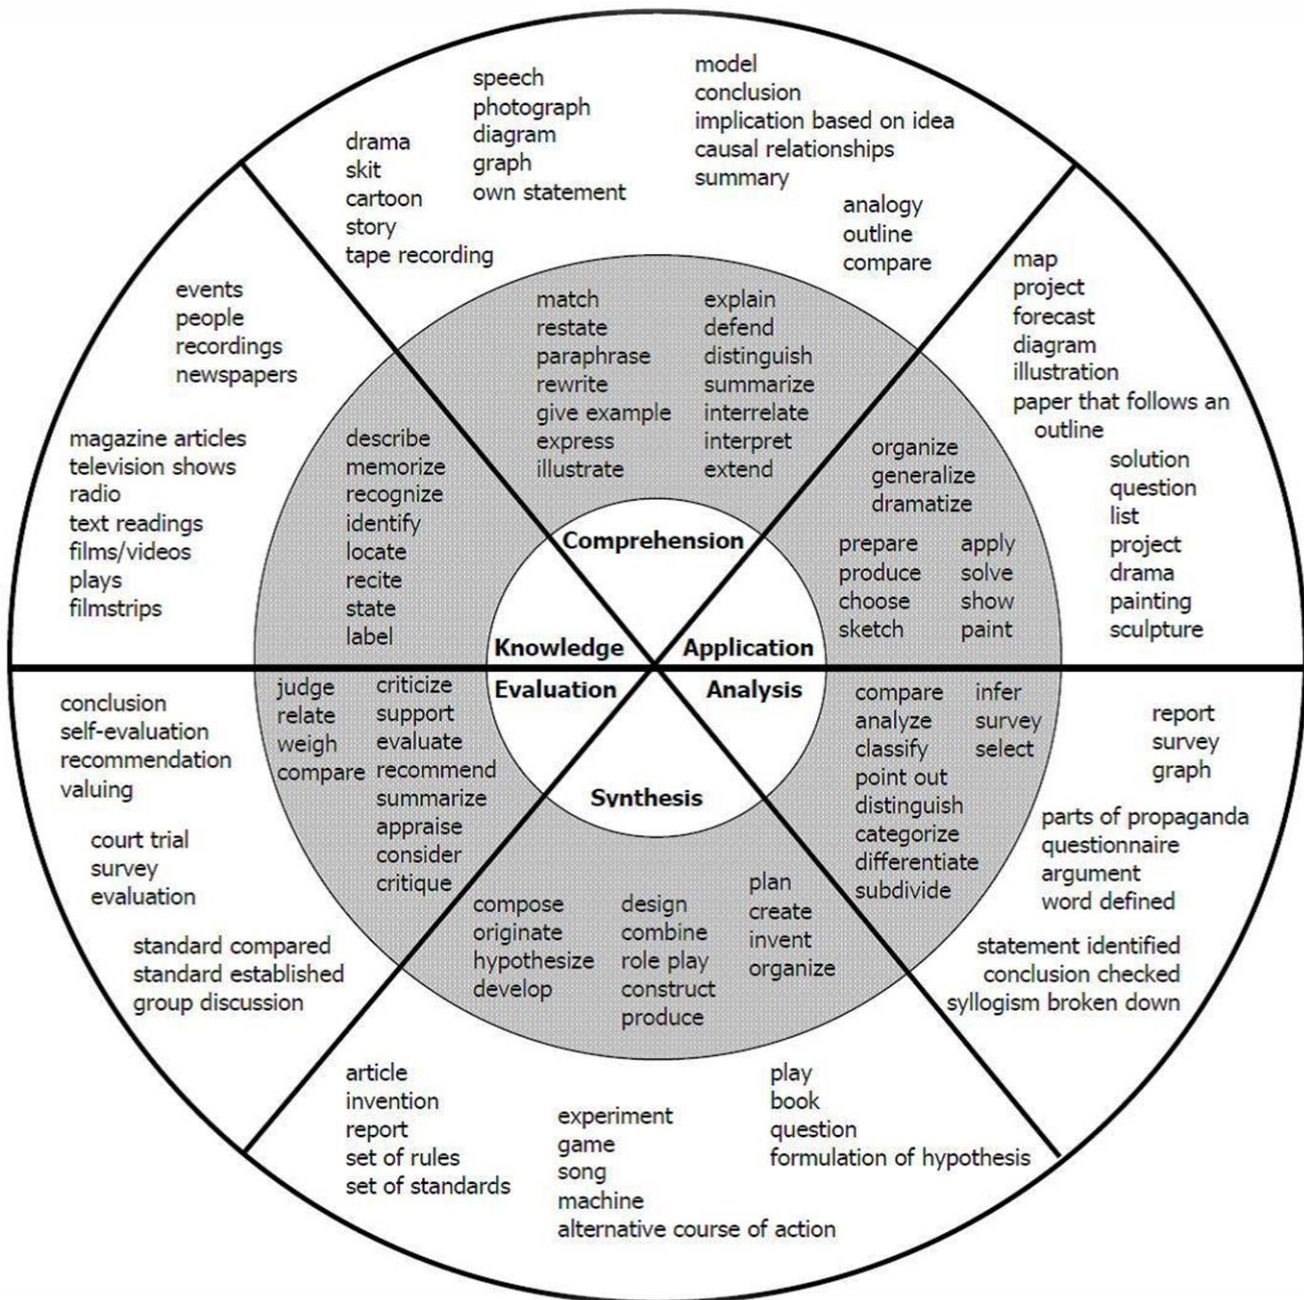 speech
photograph
diagram
graph
own statement
model
conclusion
implication based on idea
causal relationships
summary
drama
skit
cartoon
story
tape recording
analogy
outline
compare
match
restate
paraphrase
rewrite
give example
express
illustrate
explain
defend
distinguish
summarize
interrelate
interpret
extend
Comprehension
map
project
forecast
diagram
illustration
paper that follows an
outline
solution
question
list
project
drama
painting
sculpture
organize
generalize
dramatize
prepare
produce
choose
sketch
apply
solve
show
paint
Application
events
people
recordings
newspapers
magazine articles
television shows
radio
text readings
films/videos
plays
filmstrips
describe
memorize
recognize
identify
locate
recite
state
label
Knowledge
Evaluation
judge
relate
weigh
compare
criticize
support
evaluate
recommend
summarize
appraise
consider
critique
conclusion
self-evaluation
recommendation
valuing
court trial
survey
evaluation
standard compared
standard established
group discussion
Analysis
compare
analyze
classify
point out
distinguish
categorize
differentiate
subdivide
infer
survey
select
report
survey
graph
parts of propaganda
questionnaire
argument
word defined
statement identified
conclusion checked
syllogism broken down
Synthesis
compose
originate
hypothesize
develop
design
combine
role play
construct
produce
plan
create
invent
organize
article
invention
report
set of rules
set of standards
experiment
game
song
machine
alternative course of action
play
book
question
formulation of hypothesis